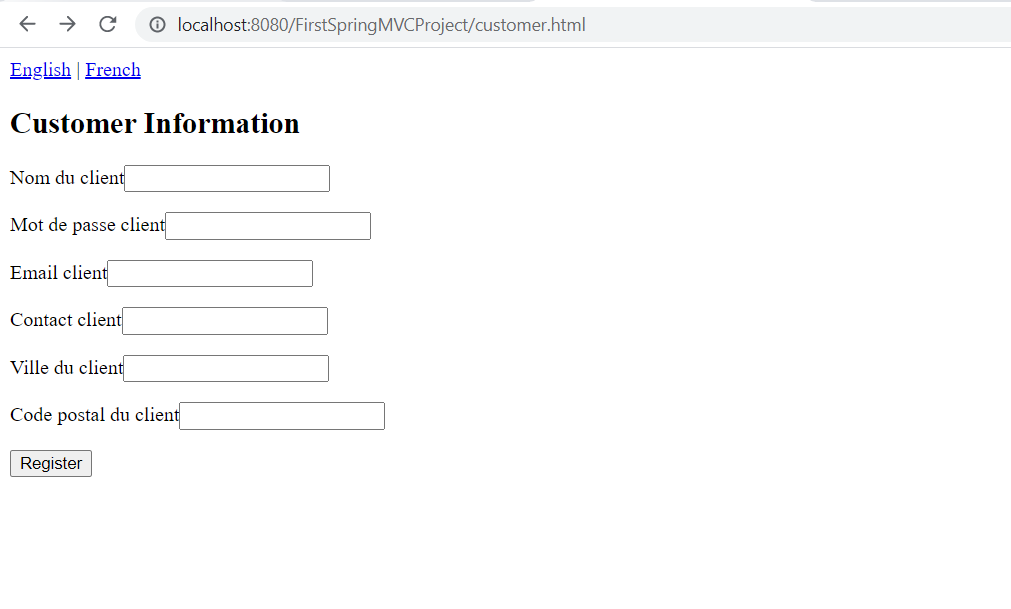 localhost:8080/FirstSpringMVCProject/customer.html
English | French
Customer Information
Nom du client
Mot de passe client
Email client
Contact client
Ville du client
Code postal du client
Register